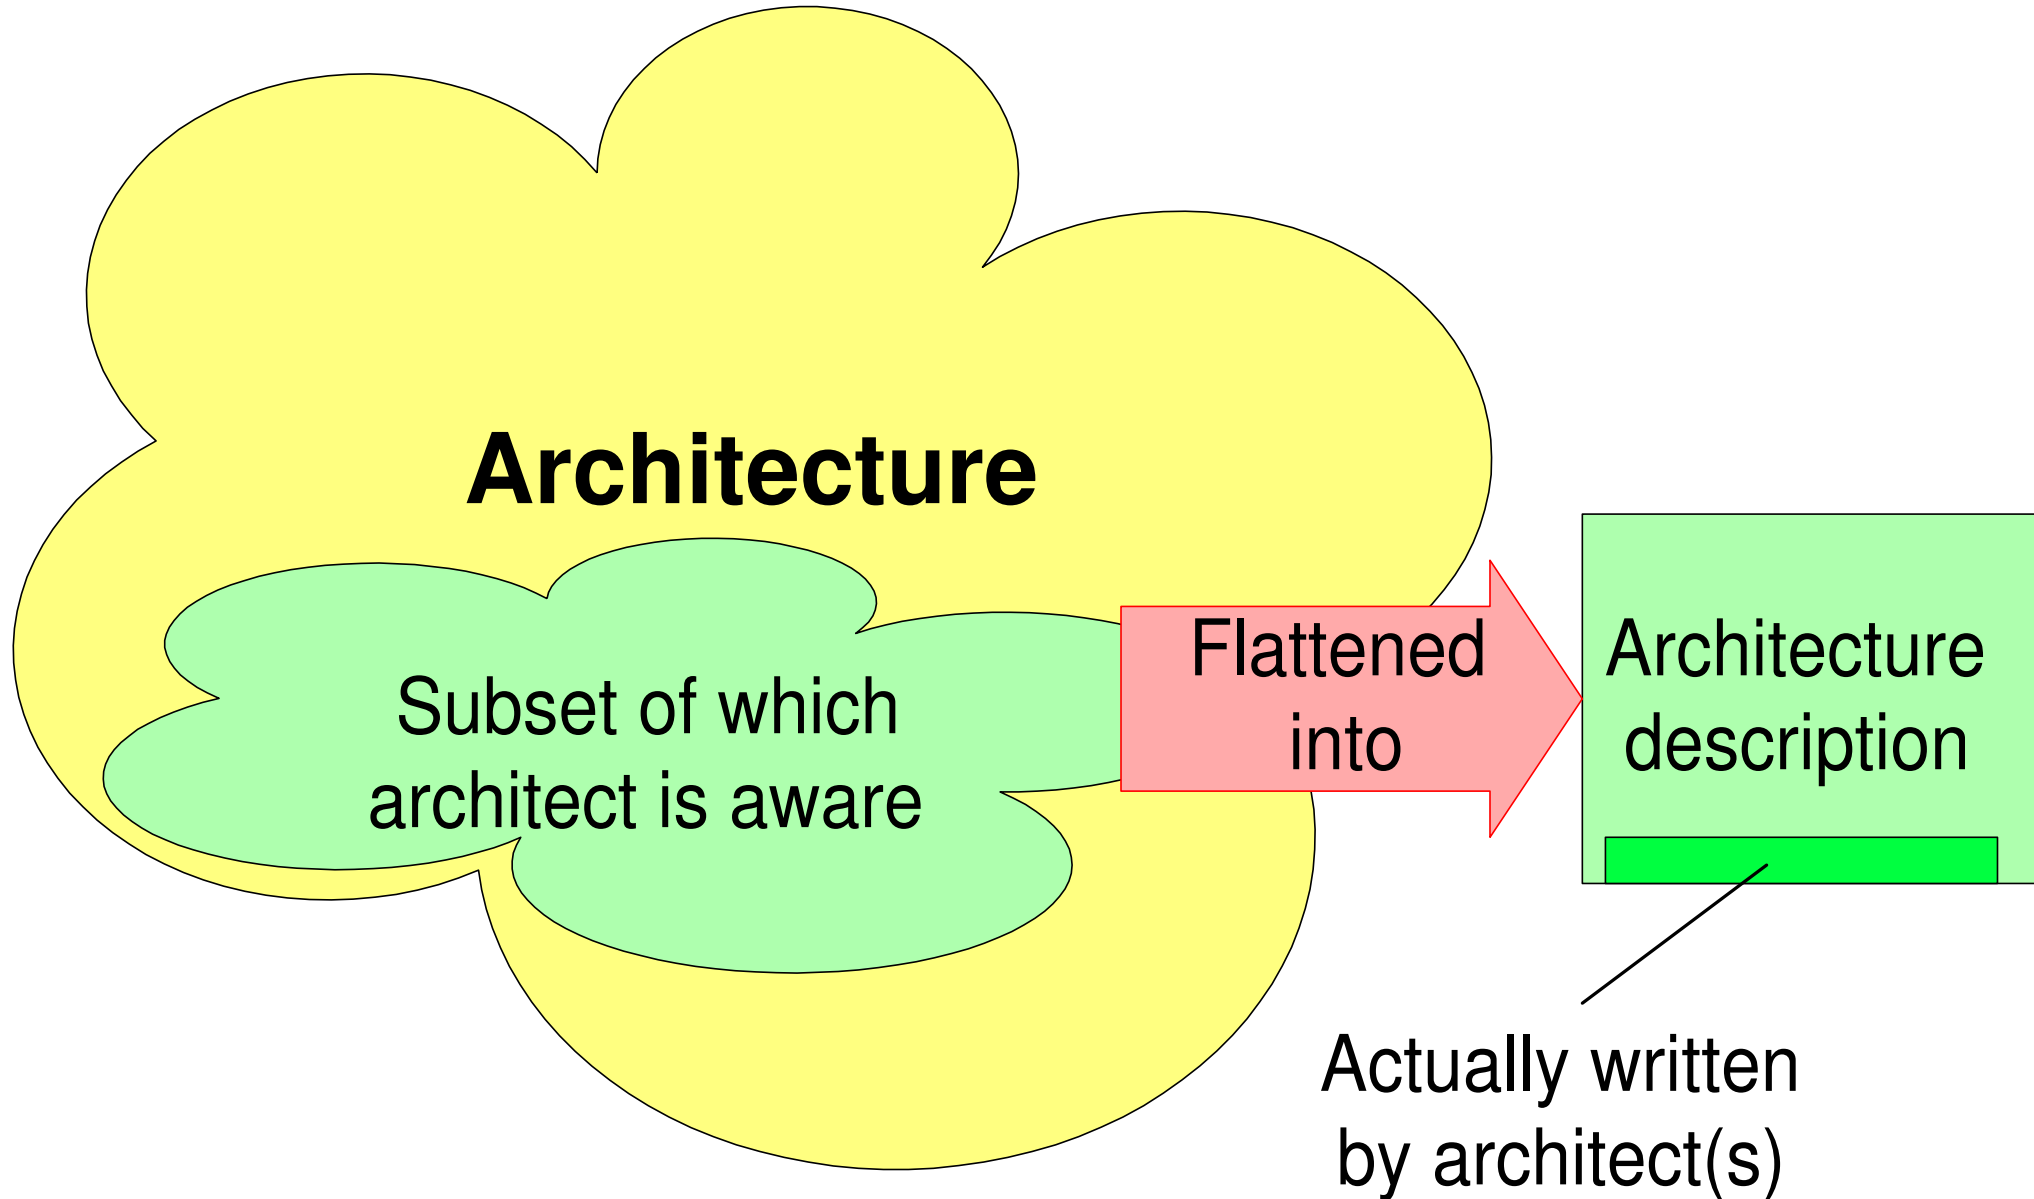 Architecture
Subset of which
architect is aware
Flattened
into
Architecture
description
Actually written
by architect(s)